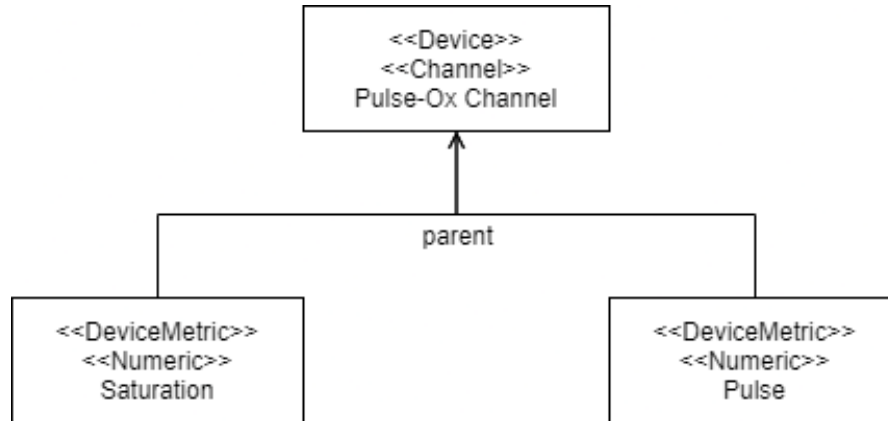 <<Device>>
<<Channel>>
Pulse-Ox Channel
parent
<<DeviceMetric>>
<<Numeric>>
Saturation
<<DeviceMetric>>
<<Numeric>>
Pulse